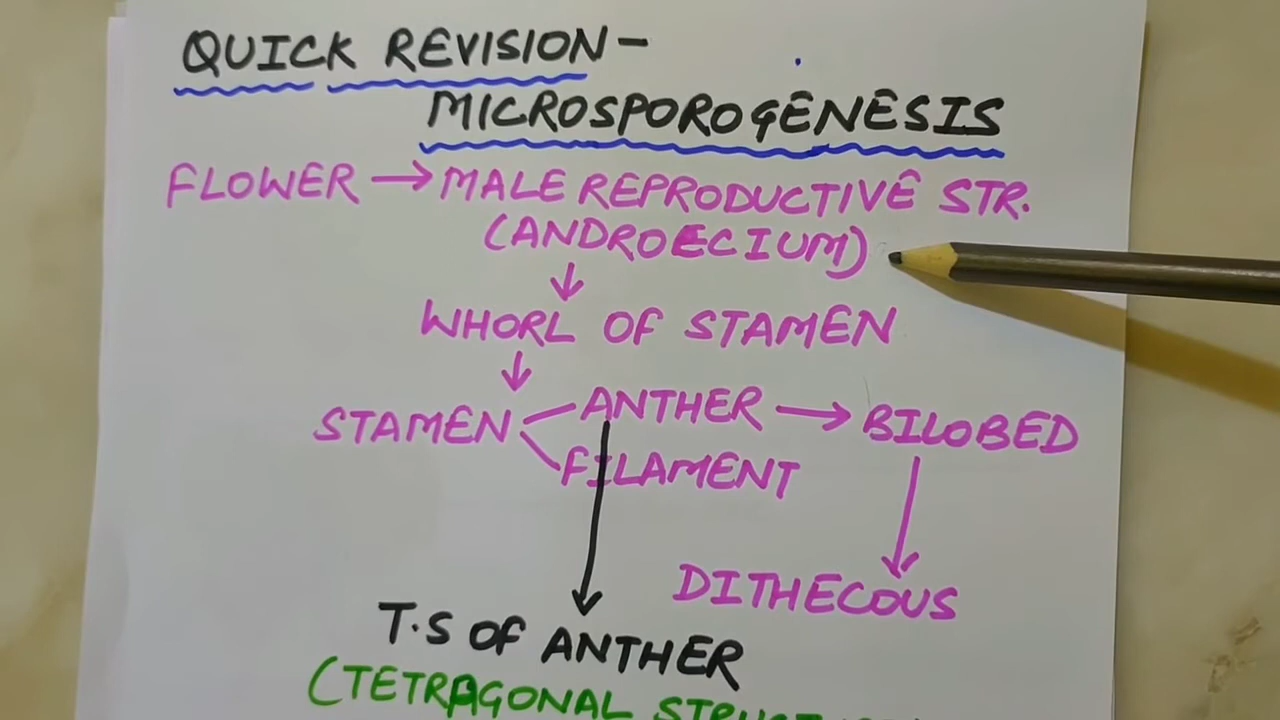 QUICK REVISION-
MICROSPOROGENESIS
FLOWER → MALE REPRODUCTIVE STR.
(ANDROECIUM)
WHORL OF STAMEN
STAMEN ANTHER → BILOBED
FILAMENT
DITHECOUS
T.S OF ANTHER
(TETRAGONAL